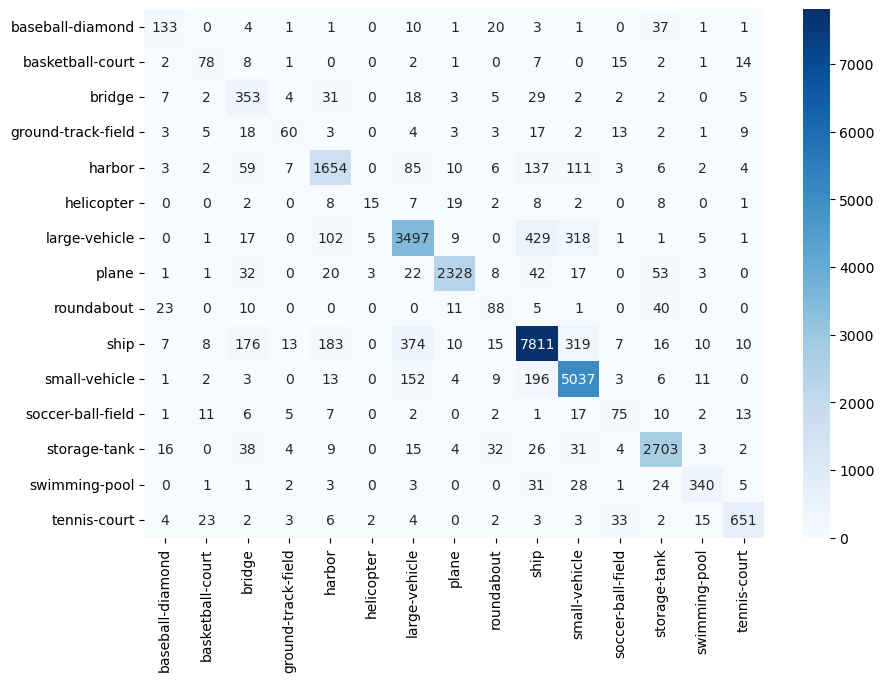 baseball-diamond 133 0 4 1 1 0 10 1 20 3 1 0 37 1 1
basketball-court 2 78 8 1 0 0 2 1 0 7 0 15 2 1 14
bridge 7 2 353 4 31 0 18 3 5 29 2 2 2 0 5
ground-track-field 3 5 18 60 3 0 4 3 3 17 2 13 2 1 9
harbor 3 2 59 7 1654 0 85 10 6 137 111 3 6 2 4
helicopter 0 0 2 0 8 15 7 19 2 8 2 0 8 0 1
large-vehicle 0 1 17 0 102 5 3497 9 0 429 318 1 1 5 1
plane 1 1 32 0 20 3 22 2328 8 42 17 0 53 3 0
roundabout 23 0 10 0 0 0 0 11 88 5 1 0 40 0 0
ship 7 8 176 13 183 0 374 10 15 7811 319 7 16 10 10
small-vehicle 1 2 3 0 13 0 152 4 9 196 5037 3 6 11 0
soccer-ball-field 1 11 6 5 7 0 2 0 2 1 17 75 10 2 13
storage-tank 16 0 38 4 9 0 15 4 32 26 31 4 2703 3 2
swimming-pool 0 1 1 2 3 0 3 0 0 31 28 1 24 340 5
tennis-court 4 23 2 3 6 2 4 0 2 3 3 33 2 15 651
baseball-diamond
basketball-court
bridge
ground-track-field
harbor
helicopter
large-vehicle
plane
roundabout
ship
small-vehicle
soccer-ball-field
storage-tank
swimming-pool
tennis-court
7000
6000
5000
4000
3000
2000
1000
0